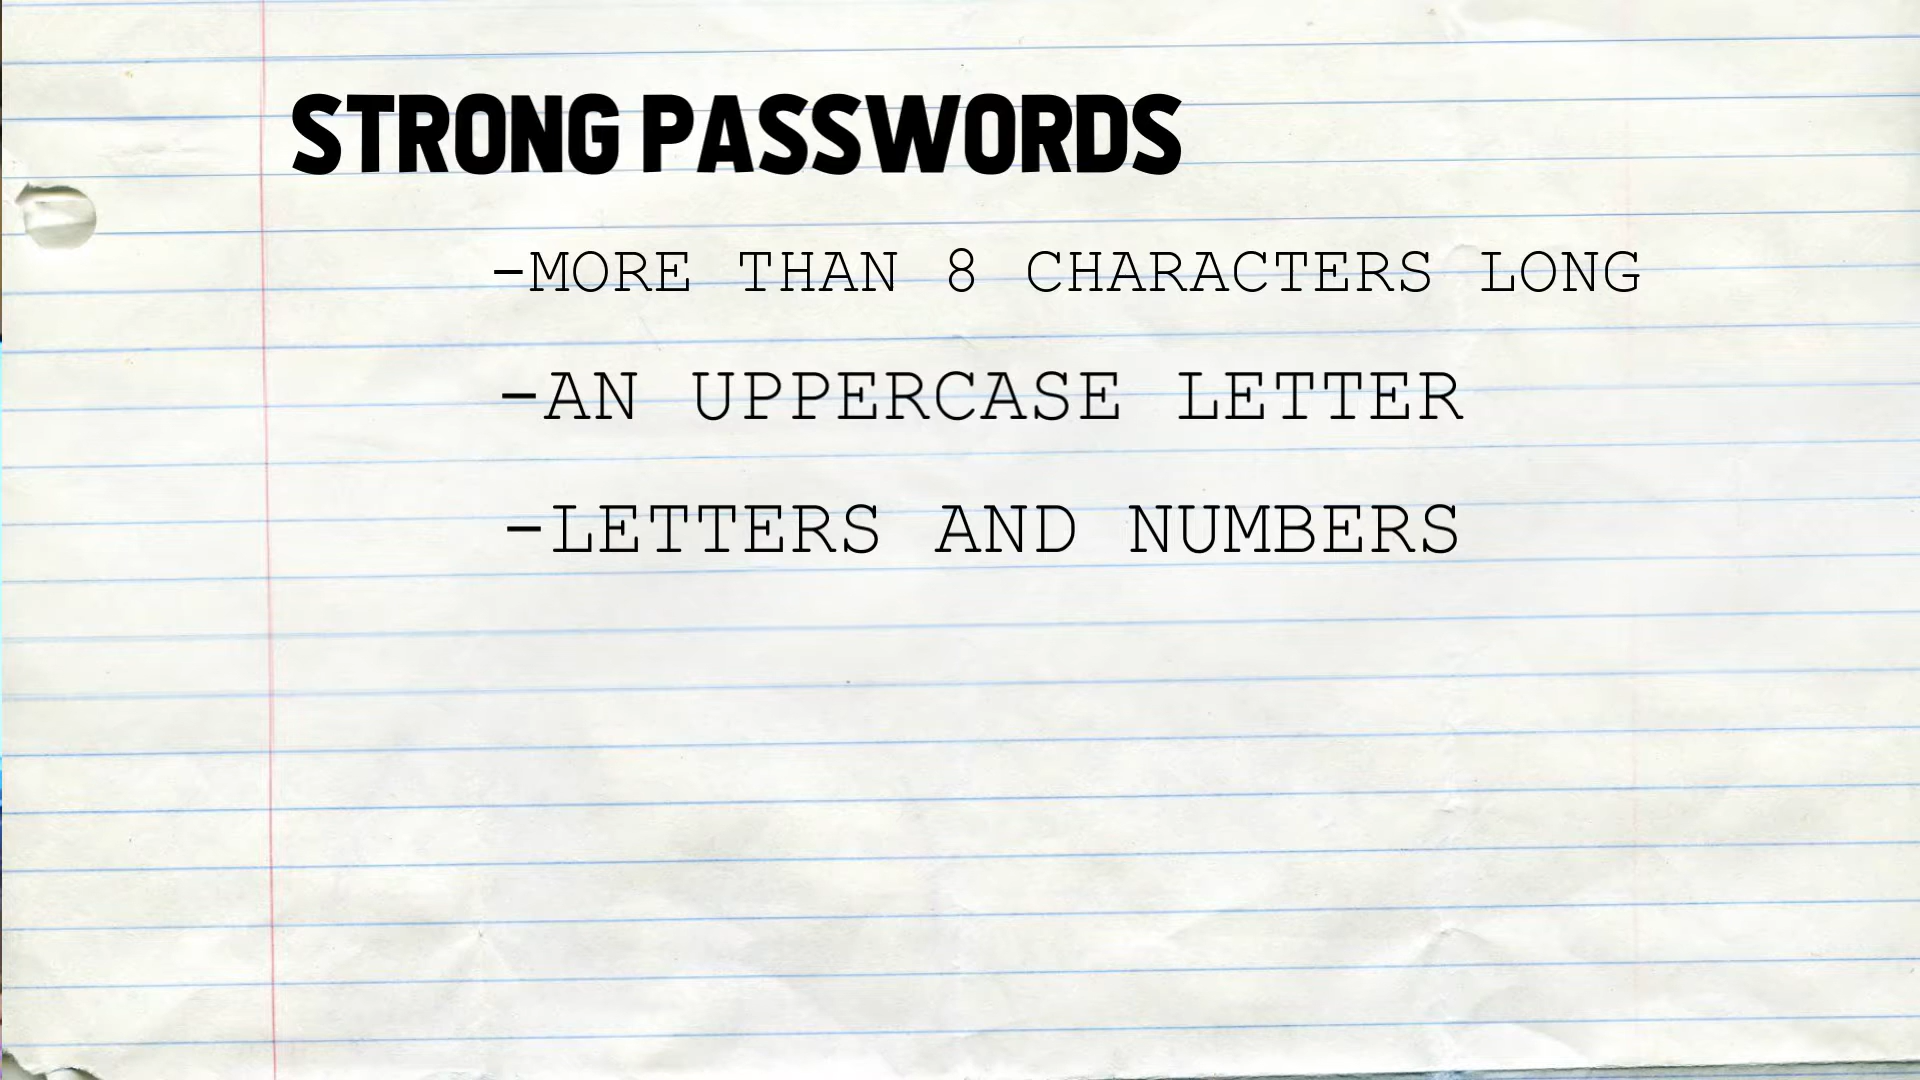 STRONG PASSWORDS
-MORE THAN 8 CHARACTERS LONG
-AN UPPERCASE LETTER
-LETTERS AND NUMBERS